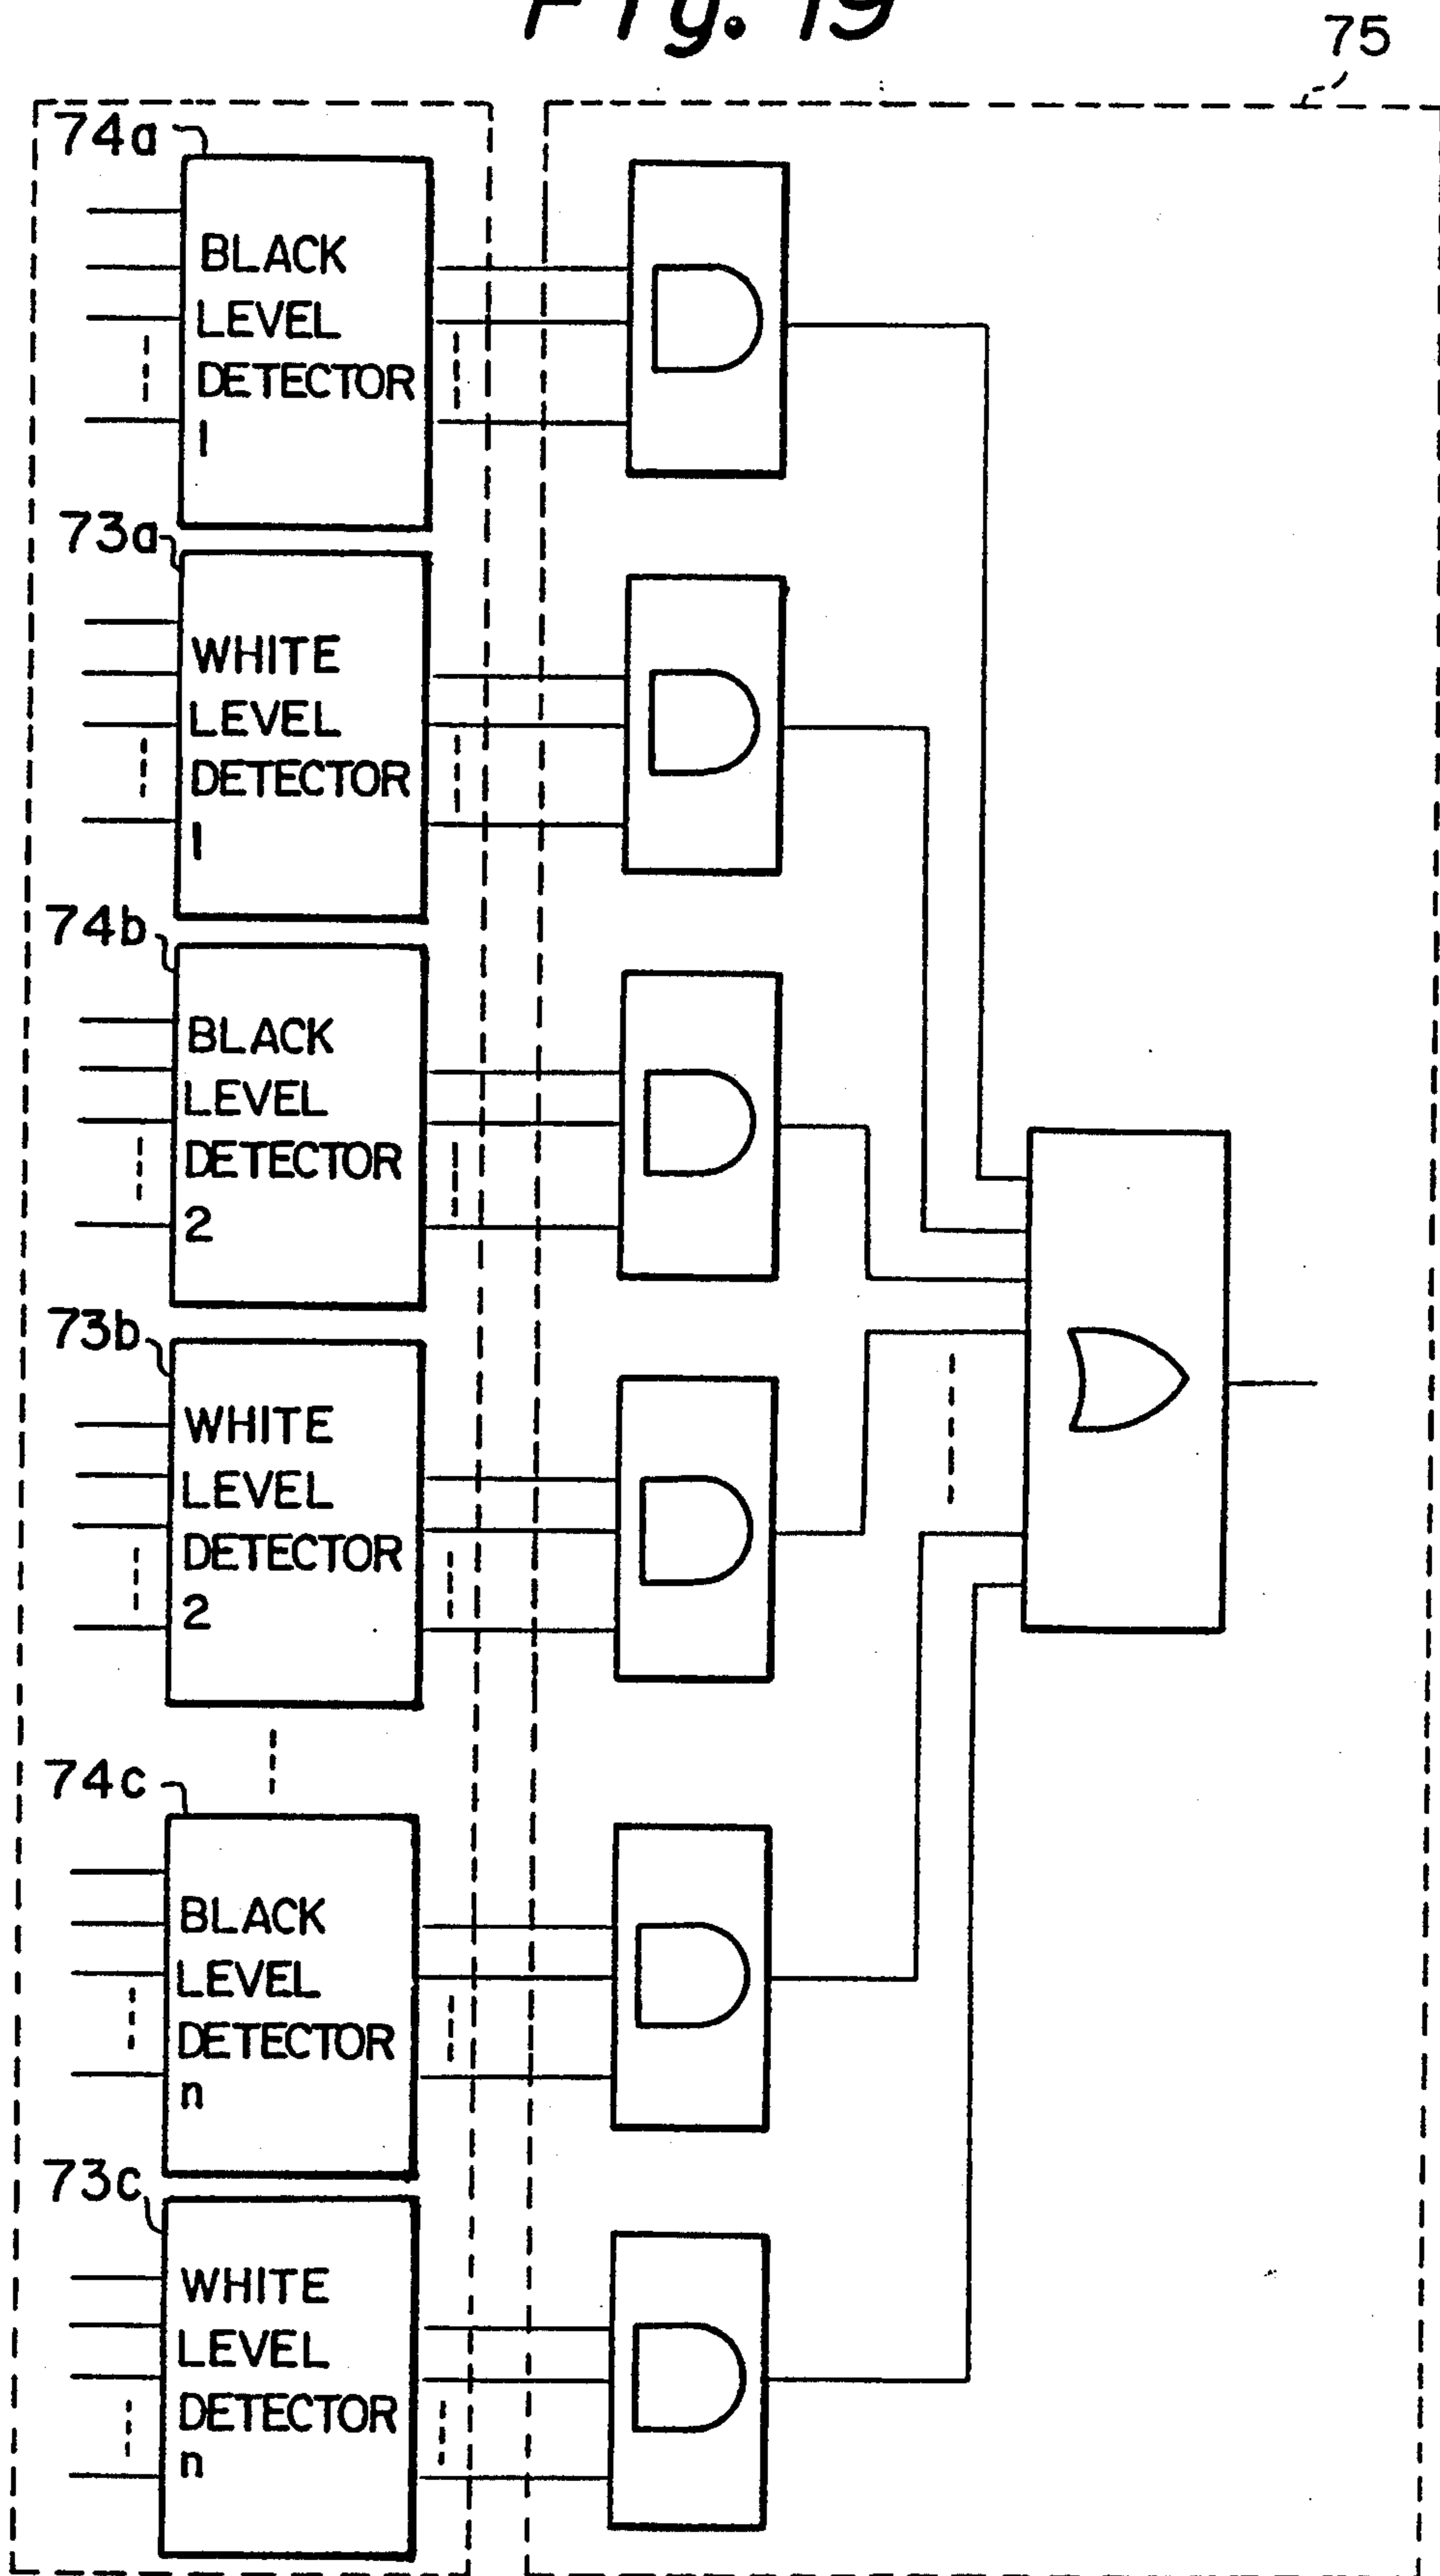 Fig. 19
75
74a
BLACK
LEVEL
DETECTOR
1
73a
WHITE
LEVEL
DETECTOR
1
74b
BLACK
LEVEL
DETECTOR
2
73b
WHITE
LEVEL
DETECTOR
2
74c
BLACK
LEVEL
DETECTOR
n
73c
WHITE
LEVEL
DETECTOR
n